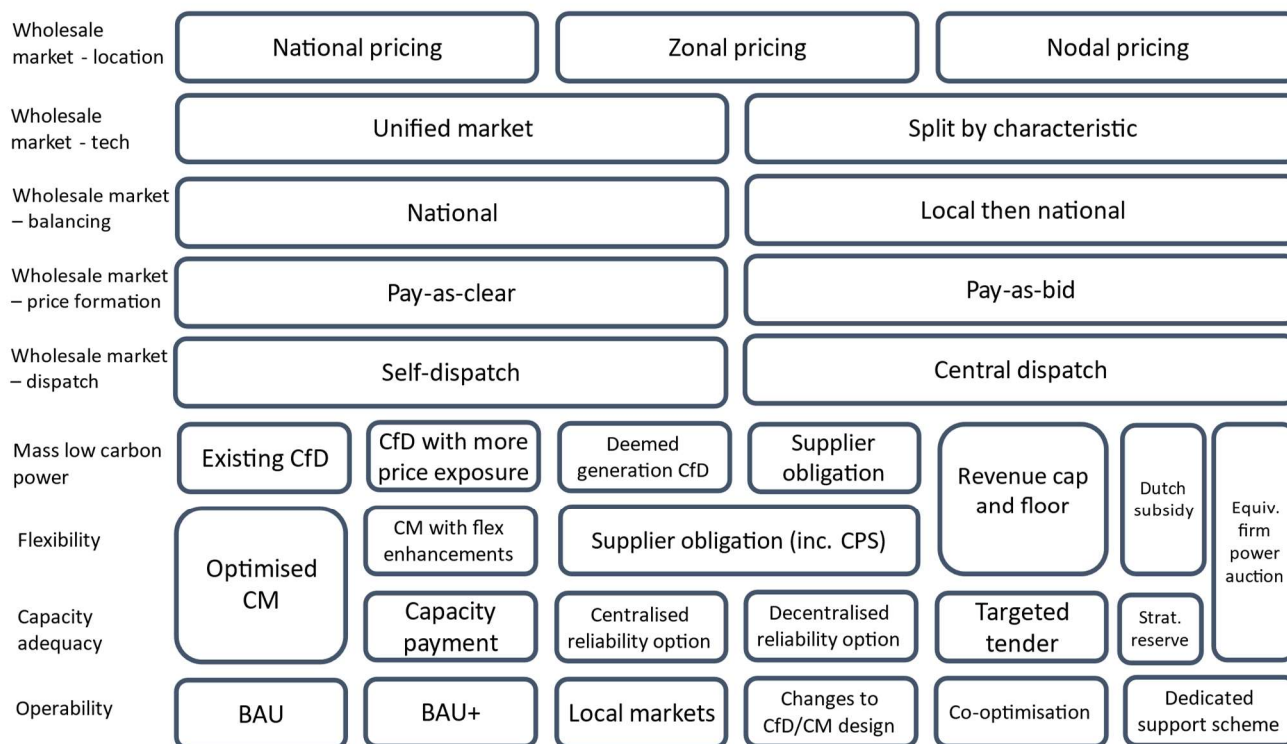 Wholesale
market - location
National pricing
Zonal pricing
Nodal pricing
Wholesale
market - tech
Unified market
Split by characteristic
Wholesale market
– balancing
National
Local then national
Wholesale market
– price formation
Pay-as-clear
Pay-as-bid
Wholesale market
– dispatch
Self-dispatch
Central dispatch
Mass low carbon
power
Existing CfD
CfD with more
price exposure
Deemed
generation CfD
Supplier
obligation
Revenue cap
and floor
Dutch
subsidy
Equiv.
firm
power
auction
Flexibility
Optimised
CM
CM with flex
enhancements
Supplier obligation (inc. CPS)
Capacity
adequacy
Capacity
payment
Centralised
reliability option
Decentralised
reliability option
Targeted
tender
Strat.
reserve
Operability
BAU
BAU+
Local markets
Changes to
CfD/CM design
Co-optimisation
Dedicated
support scheme